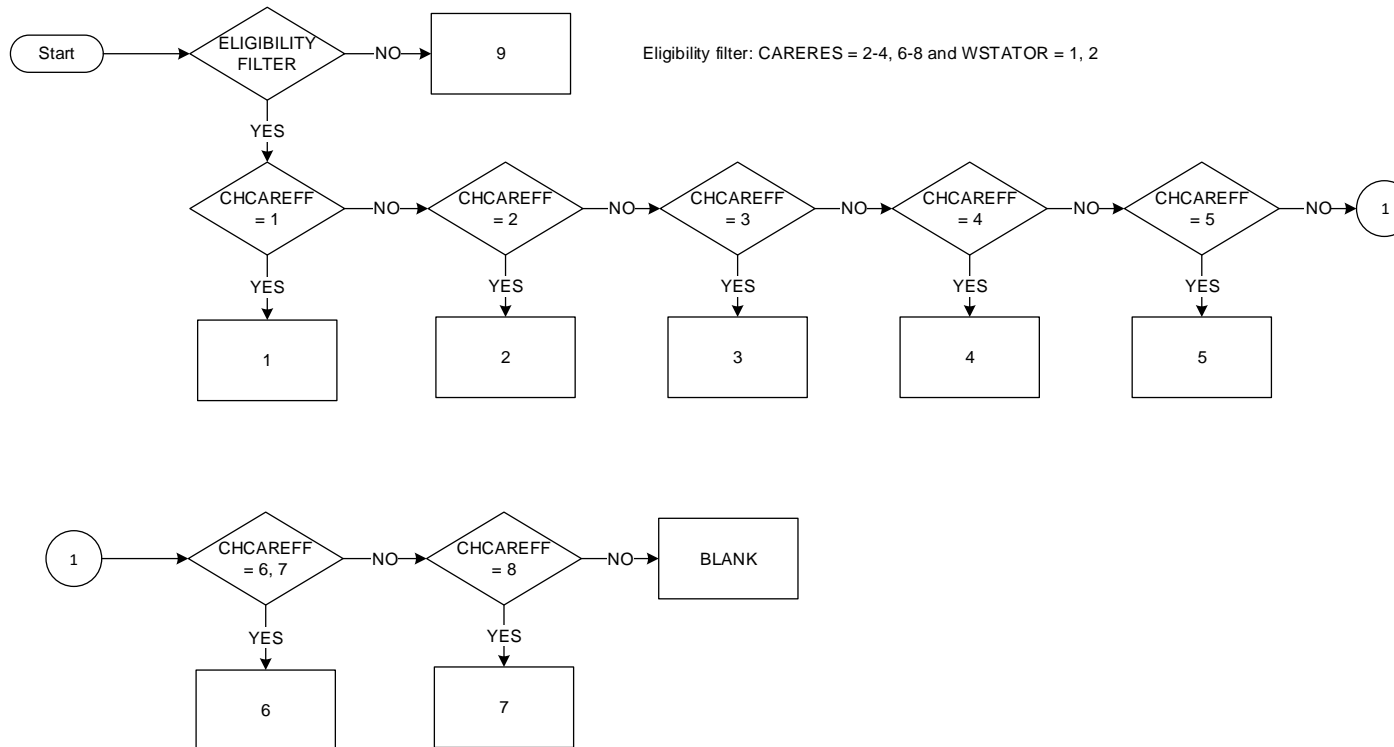 Start
ELIGIBILITY
FILTER
NO
9
Eligibility filter: CARERES = 2-4, 6-8 and WSTATOR = 1, 2
YES
CHCAREFF
= 1
NO
CHCAREFF
= 2
NO
CHCAREFF
= 3
NO
CHCAREFF
= 4
NO
CHCAREFF
= 5
NO
1
YES
YES
YES
YES
YES
1
2
3
4
5
1
CHCAREFF
= 6, 7
NO
CHCAREFF
= 8
NO
BLANK
YES
YES
6
7